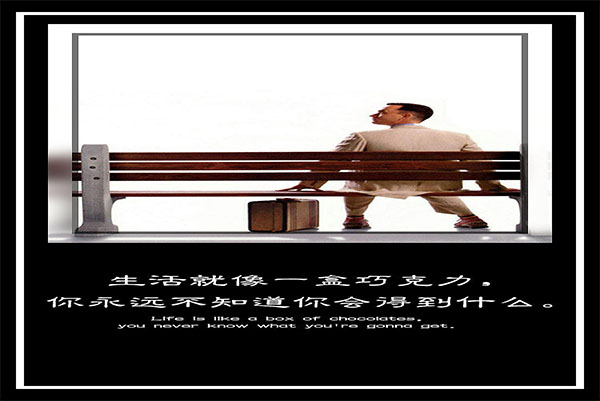 生活就像一盒巧克力，
你永远不知道你会得到什么。
Life is like a box of chocolates,
you never know what you're gonna get.